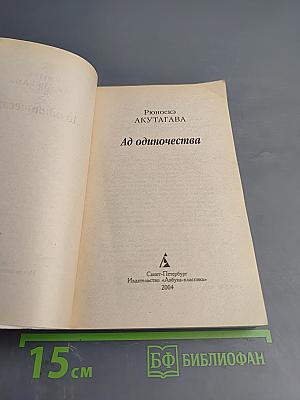 Рюноскэ
АКУТАГАВА
Ад одиночества
Санкт-Петербург
Издательство «Азбука-классика»
2004
15 см
БФ БИБЛИОФАН